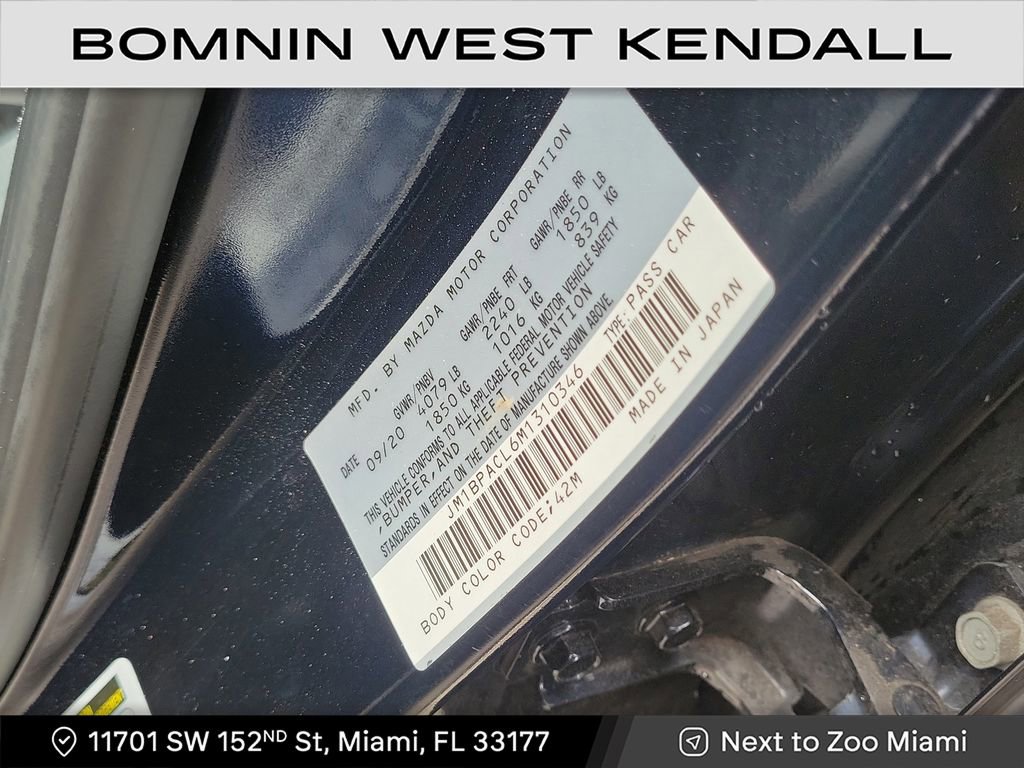 BOMNIN WEST KENDALL
MFD. BY MAZDA MOTOR CORPORATION
DATE GVWR/PNBV GAWR/PNBE FRT GAWR/PNBE RR
09/20 4079 LB 2240 LB 1850 LB
1850 KG 1016 KG 839 KG
THIS VEHICLE CONFORMS TO ALL APPLICABLE FEDERAL MOTOR VEHICLE SAFETY
,BUMPER AND THEFT PREVENTION
STANDARDS IN EFFECT ON THE DATE OF MANUFACTURE SHOWN ABOVE
JM1BPACL6M1310346 TYPE:PASS CAR
BODY COLOR CODE;42M MADE IN JAPAN
11701 SW 152ND St, Miami, FL 33177
Next to Zoo Miami